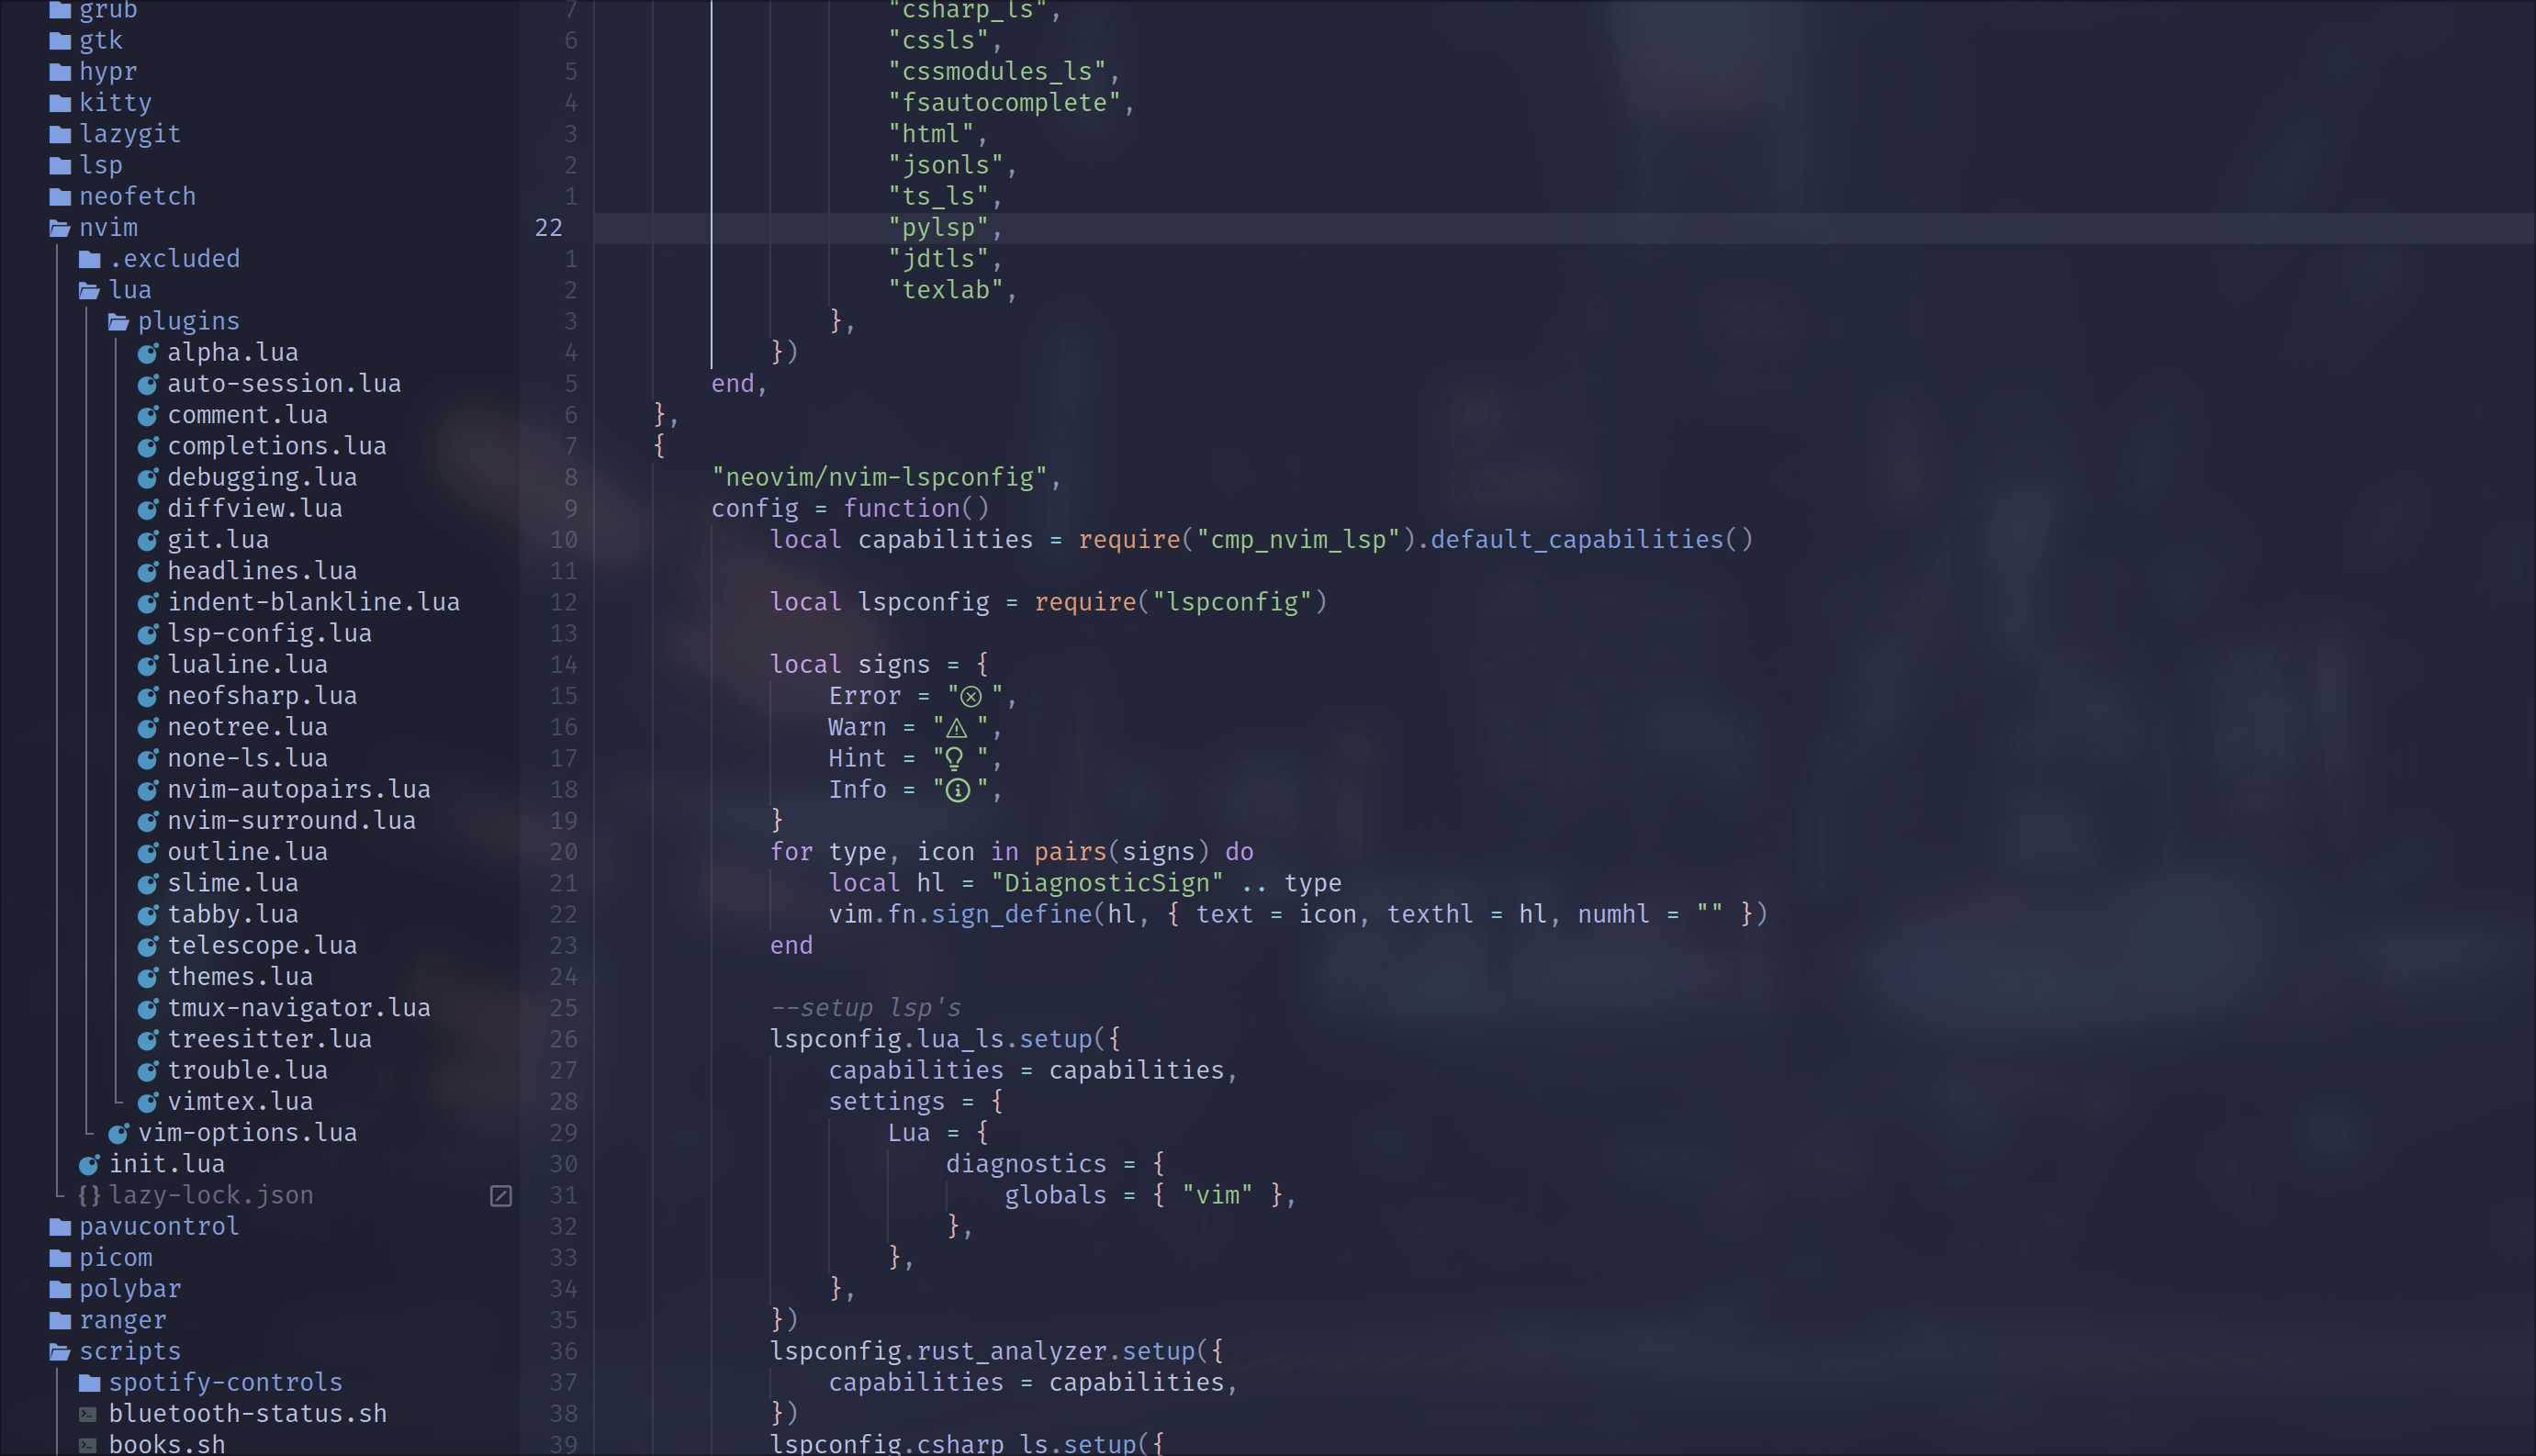 grub
gtk
hypr
kitty
lazygit
lsp
neofetch
nvim
.excluded
lua
plugins
alpha.lua
auto-session.lua
comment.lua
completions.lua
debugging.lua
diffview.lua
git.lua
headlines.lua
indent-blankline.lua
lsp-config.lua
lualine.lua
neofsharp.lua
neotree.lua
none-ls.lua
nvim-autopairs.lua
nvim-surround.lua
outline.lua
slime.lua
tabby.lua
telescope.lua
themes.lua
tmux-navigator.lua
treesitter.lua
trouble.lua
vimtex.lua
vim-options.lua
init.lua
{} lazy-lock.json
pavucontrol
picom
polybar
ranger
scripts
spotify-controls
bluetooth-status.sh
books.sh
7 "csharp_ls",
6 "cssls",
5 "cssmodules_ls",
4 "fsautocomplete",
3 "html",
2 "jsonls",
1 "ts_ls",
22 "pylsp",
1 "jdtls",
2 "texlab",
3 },
4 })
5 end,
6 },
7 {
8 "neovim/nvim-lspconfig",
9 config = function()
10 local capabilities = require("cmp_nvim_lsp").default_capabilities()
11
12 local lspconfig = require("lspconfig")
13
14 local signs = {
15 Error = " ",
16 Warn = " ",
17 Hint = " ",
18 Info = " ",
19 }
20 for type, icon in pairs(signs) do
21 local hl = "DiagnosticSign" .. type
22 vim.fn.sign_define(hl, { text = icon, texthl = hl, numhl = "" })
23 end
24
25 --setup lsp's
26 lspconfig.lua_ls.setup({
27 capabilities = capabilities,
28 settings = {
29 Lua = {
30 diagnostics = {
31 globals = { "vim" },
32 },
33 },
34 },
35 })
36 lspconfig.rust_analyzer.setup({
37 capabilities = capabilities,
38 })
39 lspconfig.csharp_ls.setup({